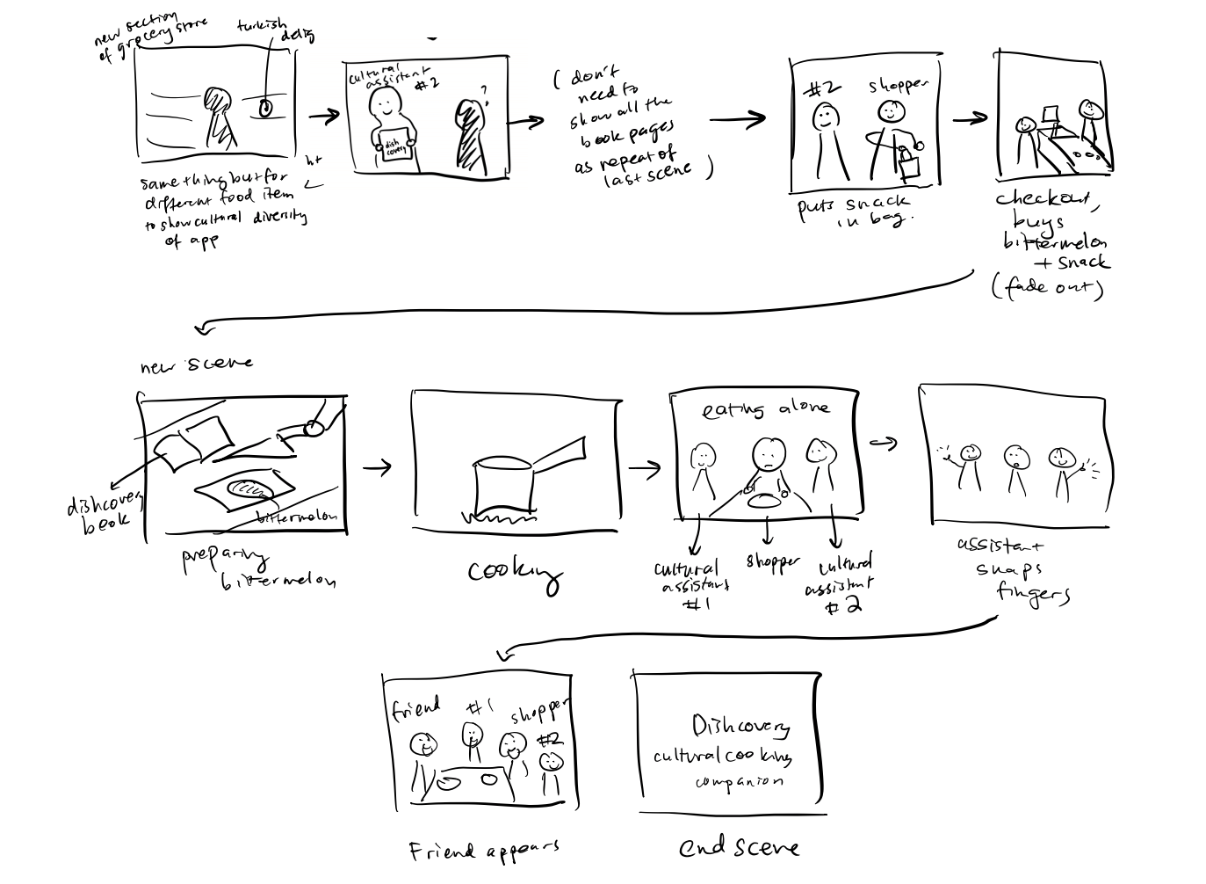 new section
of grocery store
turkish
delig
same thing but for
different food item
to show cultural diversity
of app
cultural
assistant
#2
?
dish
covery
( don't
need to
show all the
book pages
as repeat of
last scene )
#2
shopper
puts snack
in bag.
checkout,
buys
bittermelon
+ snack
(fade out)
new scene
dishcovery
book
bittermelon
preparing
bittermelon
cooking
eating alone
cultural
assistant
#1
shopper
cultural
assistant
#2
assistant
snaps
fingers
friend
#1
shopper
#2
Friend appears
Dishcovery
cultural cooking
companion
end scene